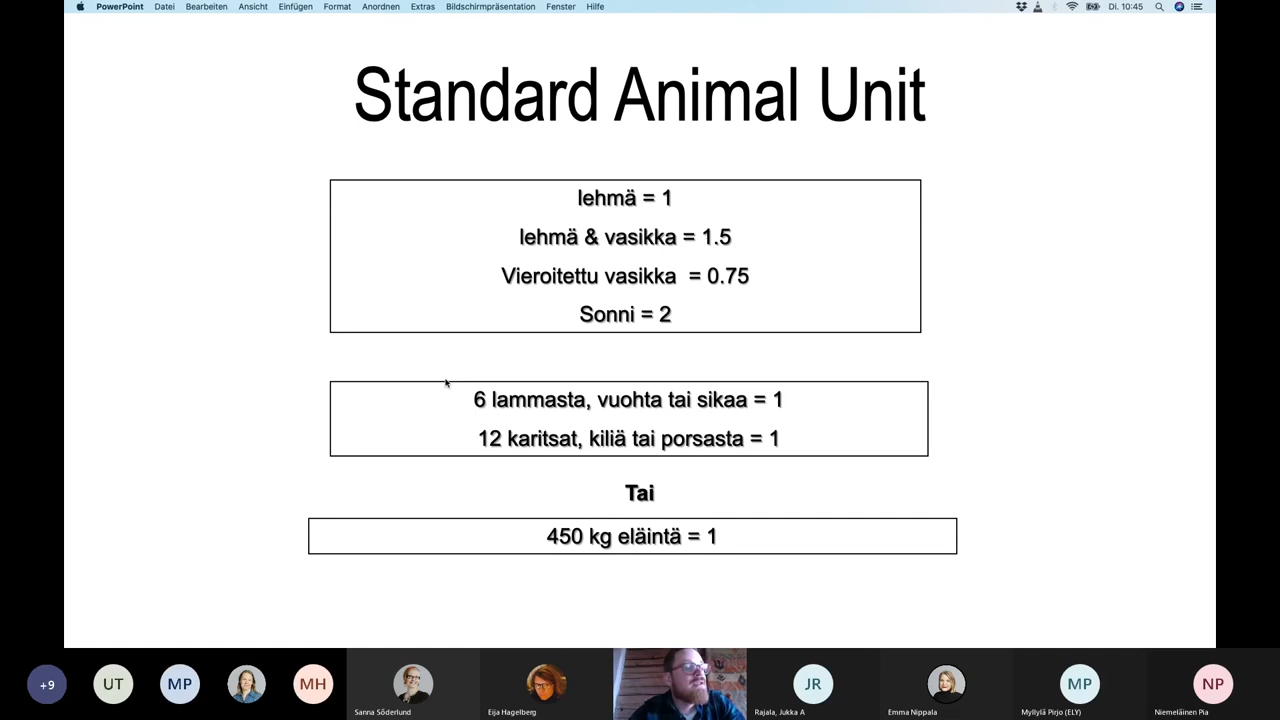 PowerPoint Datei Bearbeiten Ansicht Einfügen Format Anordnen Extras Bildschirmpräsentation Fenster Hilfe Di. 10:45
Standard Animal Unit
lehmä = 1
lehmä & vasikka = 1.5
Vieroitettu vasikka = 0.75
Sonni = 2
6 lammasta, vuohta tai sikaa = 1
12 karitsat, kiliä tai porsasta = 1
Tai
450 kg eläintä = 1
+9 UT MP MH JR MP NP
Sanna Söderlund Eija Hagelberg Rajala, Jukka A Emma Nippala Myllylä Pirjo (ELY) Niemeläinen Pia